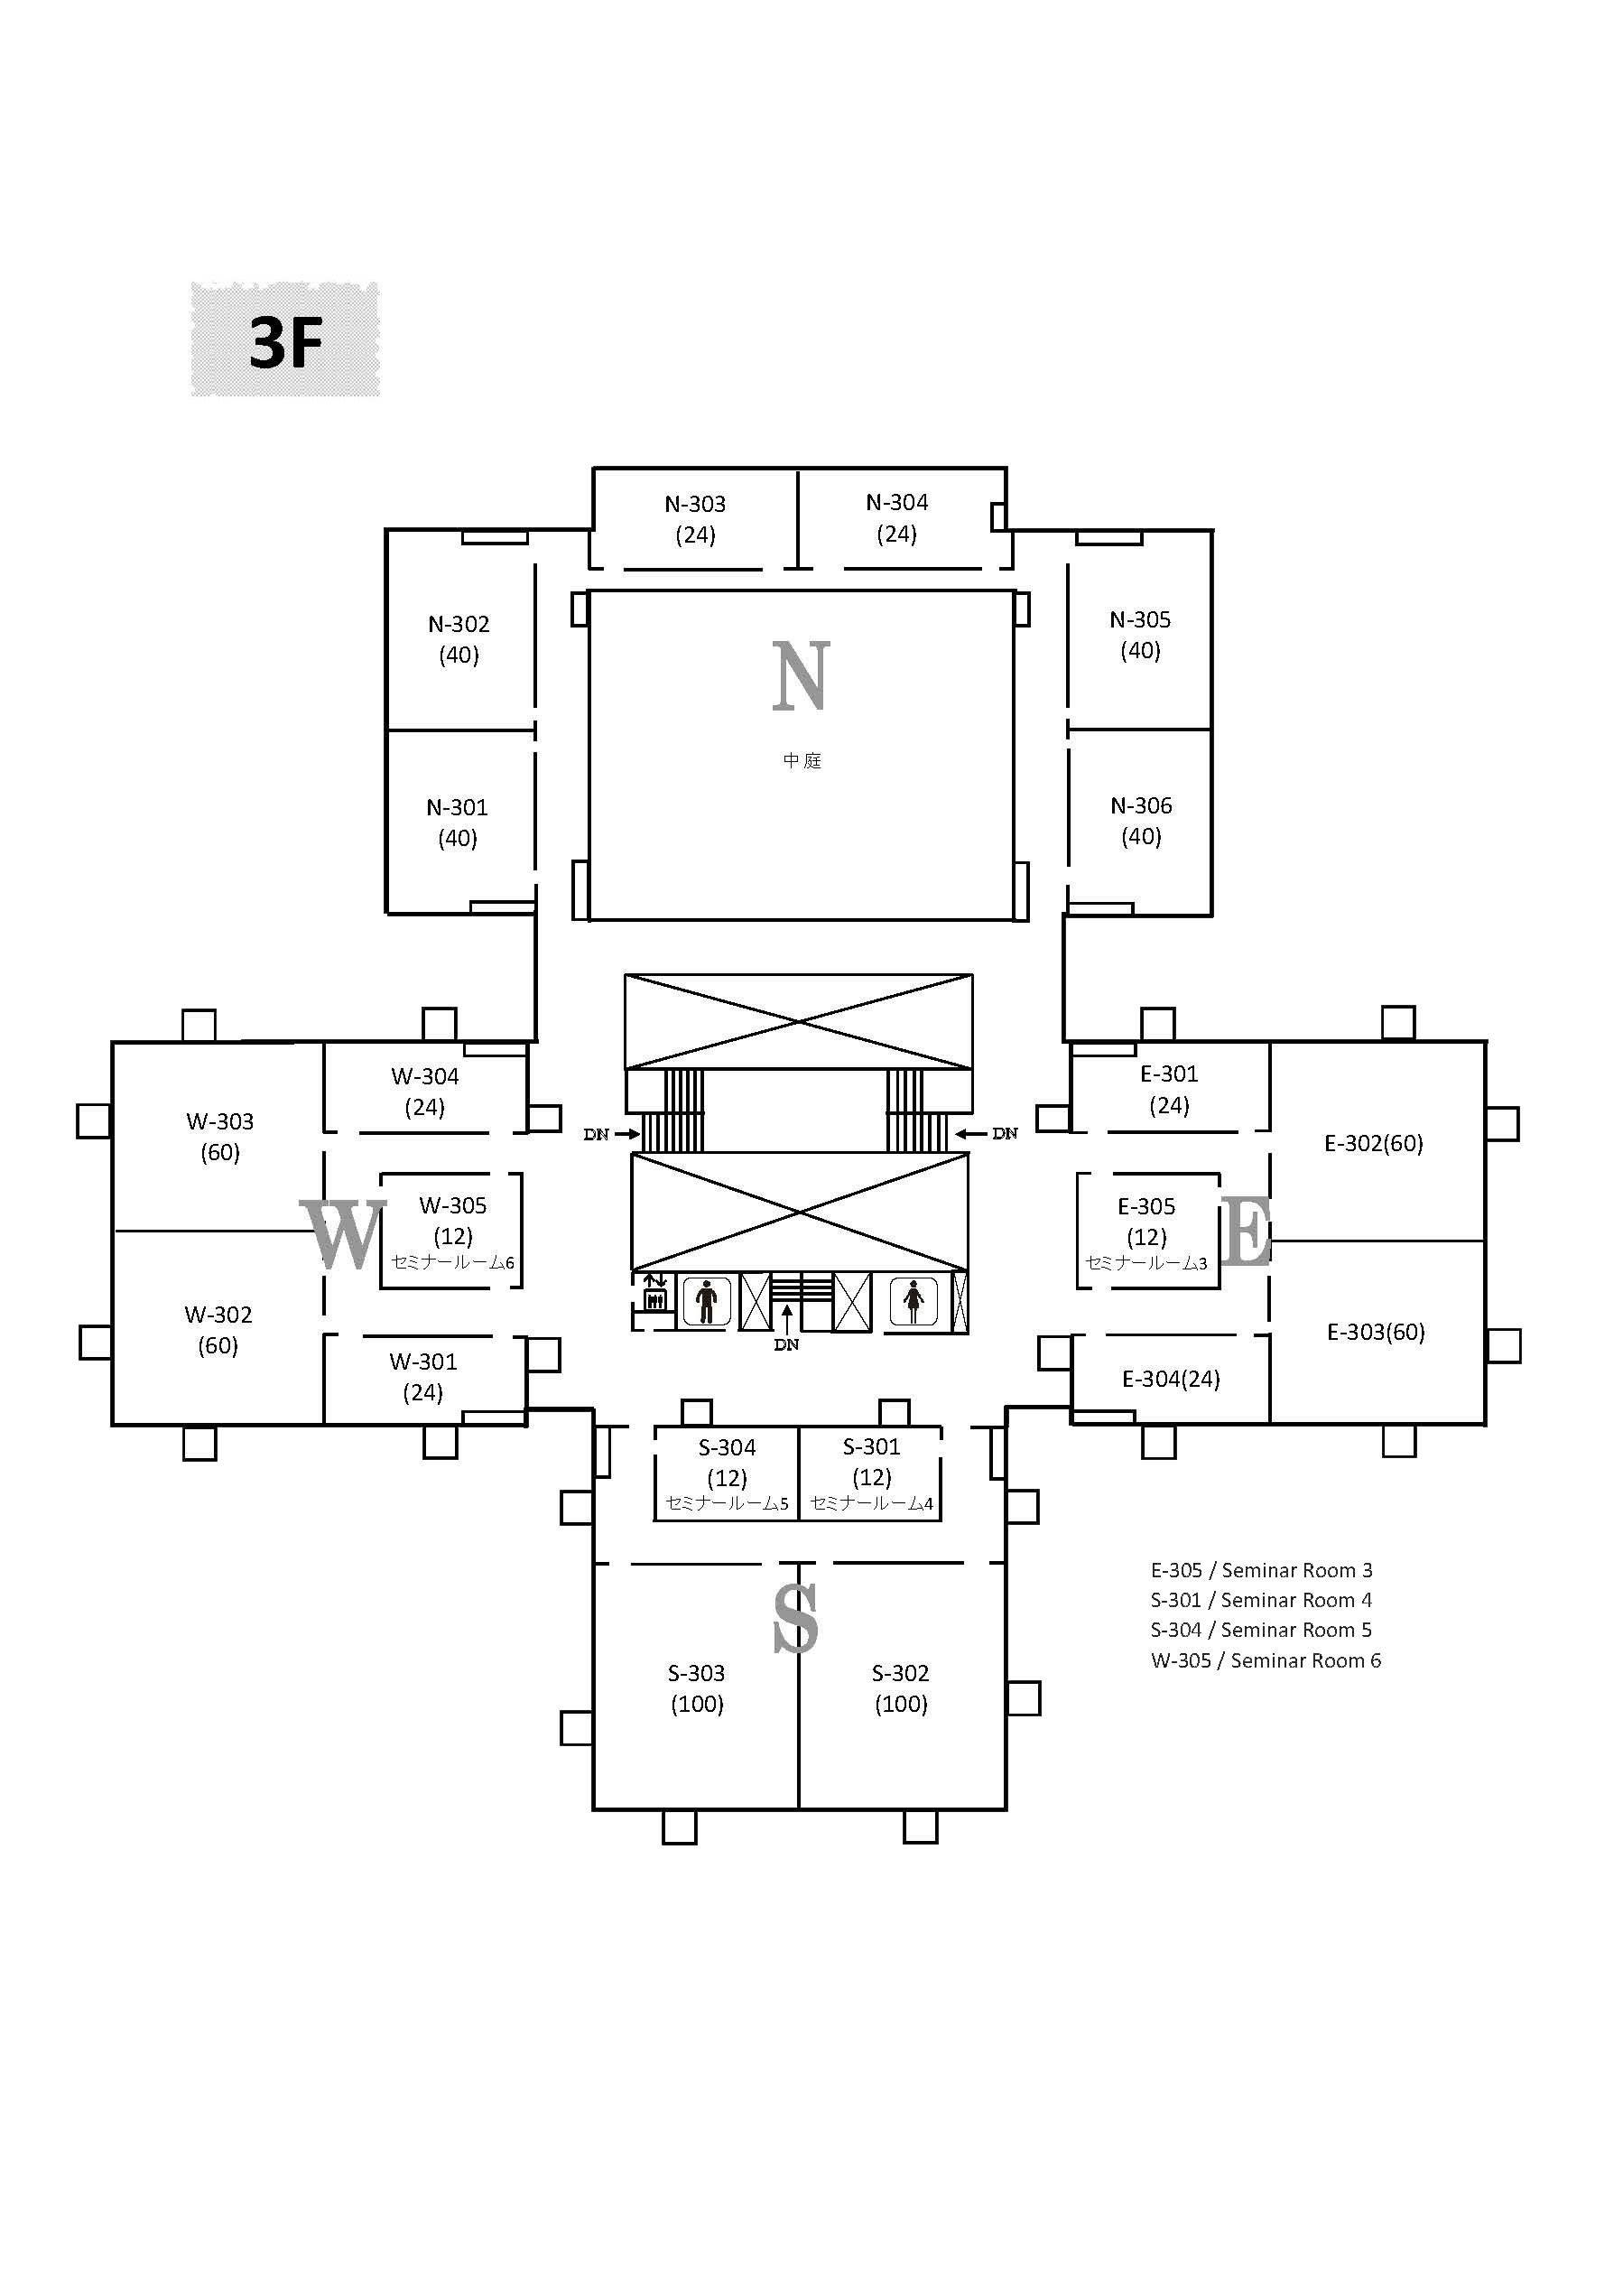 3F
N-303
(24)
N-304
(24)
N-302
(40)
N-305
(40)
N
中庭
N-301
(40)
N-306
(40)
W-304
(24)
E-301
(24)
W-303
(60)
DN
DN
E-302(60)
W-305
(12)
セミナールーム6
W
E-305
(12)
セミナールーム3
E
W-302
(60)
E-303(60)
DN
W-301
(24)
E-304(24)
S-304
(12)
セミナールーム5
S-301
(12)
セミナールーム4
S
S-303
(100)
S-302
(100)
E-305 / Seminar Room 3
S-301 / Seminar Room 4
S-304 / Seminar Room 5
W-305 / Seminar Room 6